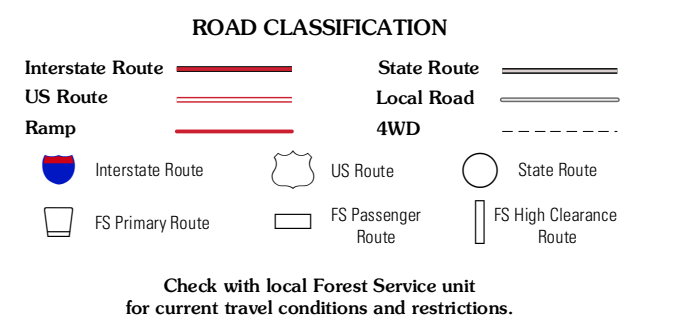 ROAD CLASSIFICATION
Interstate Route
State Route
US Route
Local Road
Ramp
4WD
Interstate Route
US Route
State Route
FS Primary Route
FS Passenger
Route
FS High Clearance
Route
Check with local Forest Service unit
for current travel conditions and restrictions.